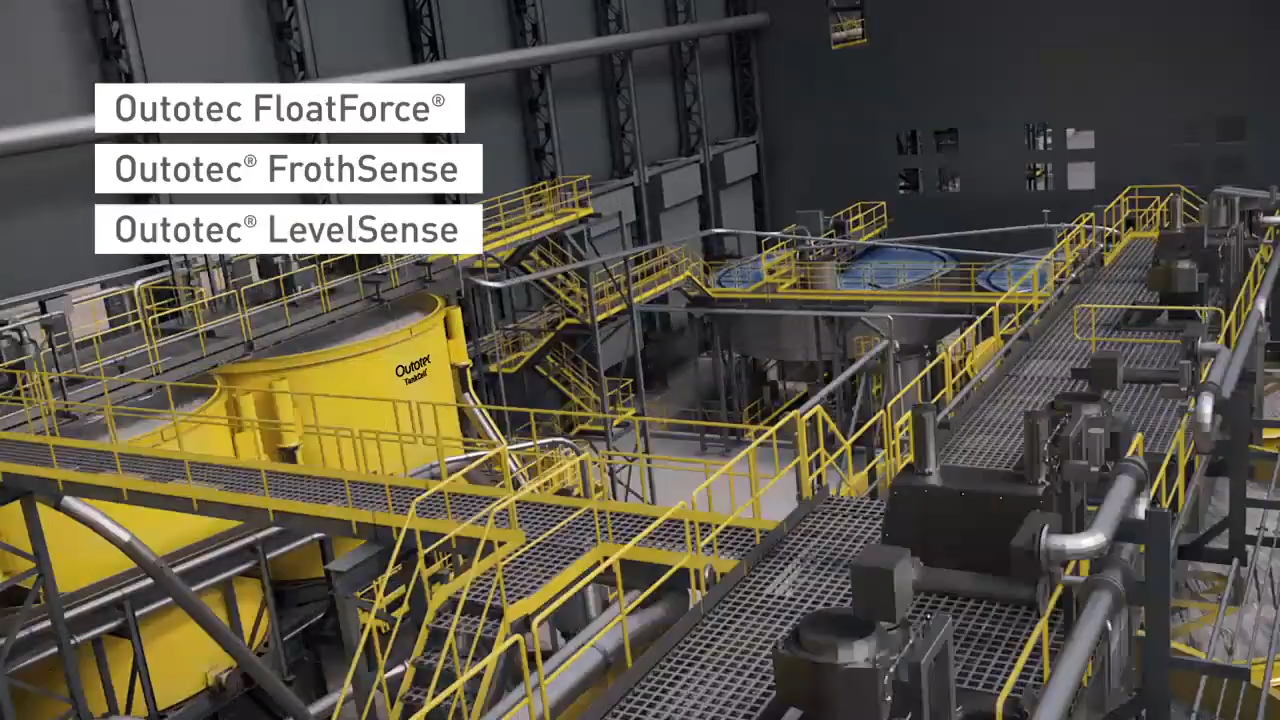 Outotec FloatForce®
Outotec® FrothSense
Outotec® LevelSense
Outotec
TankCell